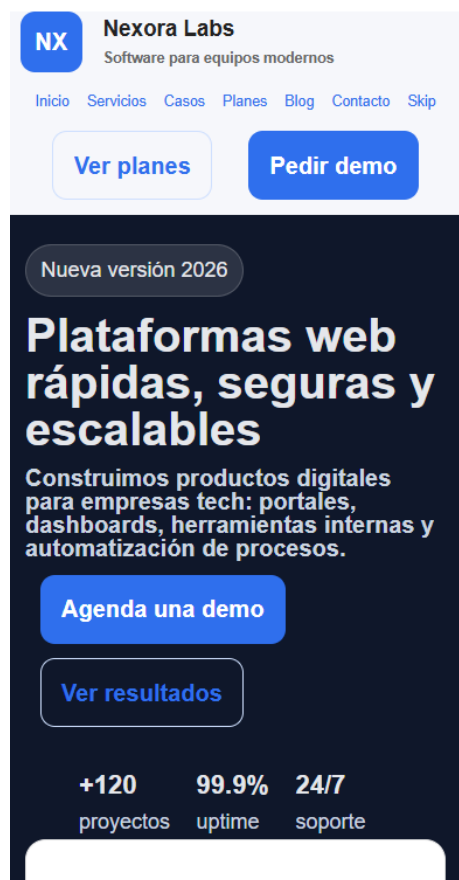 NX
Nexora Labs
Software para equipos modernos
Inicio Servicios Casos Planes Blog Contacto Skip
Ver planes Pedir demo
Nueva versión 2026
Plataformas web
rápidas, seguras y
escalables
Construimos productos digitales
para empresas tech: portales,
dashboards, herramientas internas y
automatización de procesos.
Agenda una demo
Ver resultados
+120 99.9% 24/7
proyectos uptime soporte